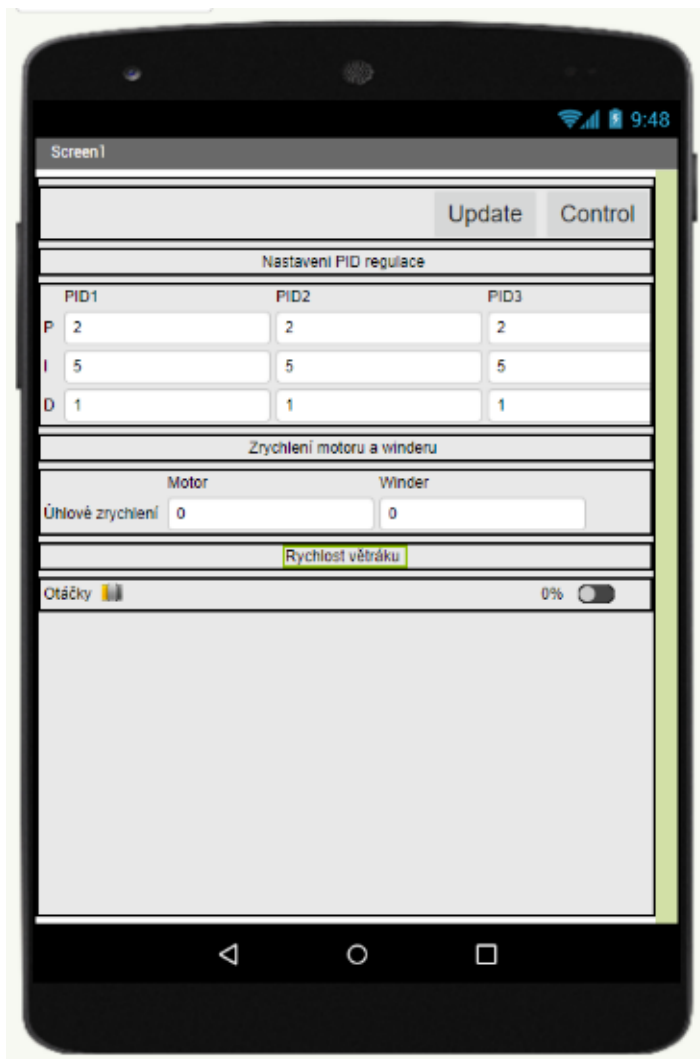 9:48
Screen1
Update Control
Nastavení PID regulace
PID1 PID2 PID3
P 2 2 2
I 5 5 5
D 1 1 1
Zrychlení motoru a winderu
Motor Winder
Úhlové zrychlení 0 0
Rychlost větráku
Otáčky 0%